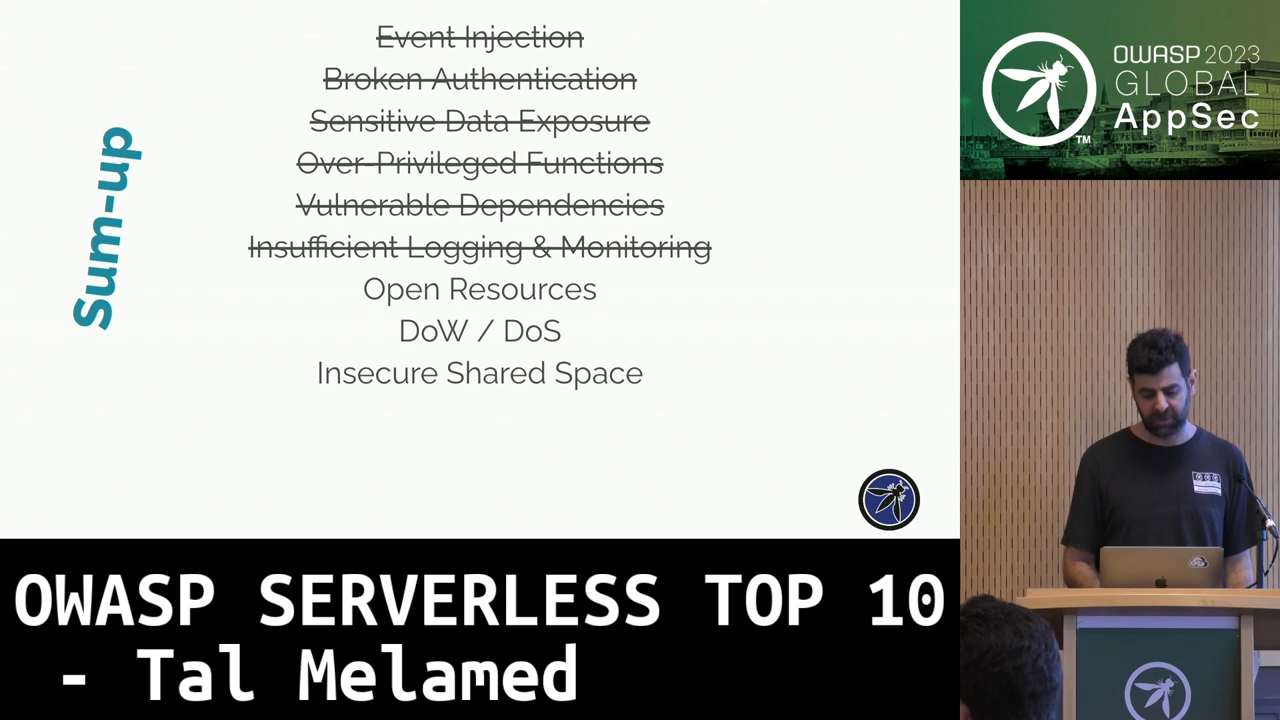 Event Injection
Broken Authentication
Sensitive Data Exposure
Over-Privileged Functions
Vulnerable Dependencies
Insufficient Logging & Monitoring
Open Resources
DoW / DoS
Insecure Shared Space
Sum-up
OWASP 2023
GLOBAL
AppSec
TM
OWASP SERVERLESS TOP 10
- Tal Melamed